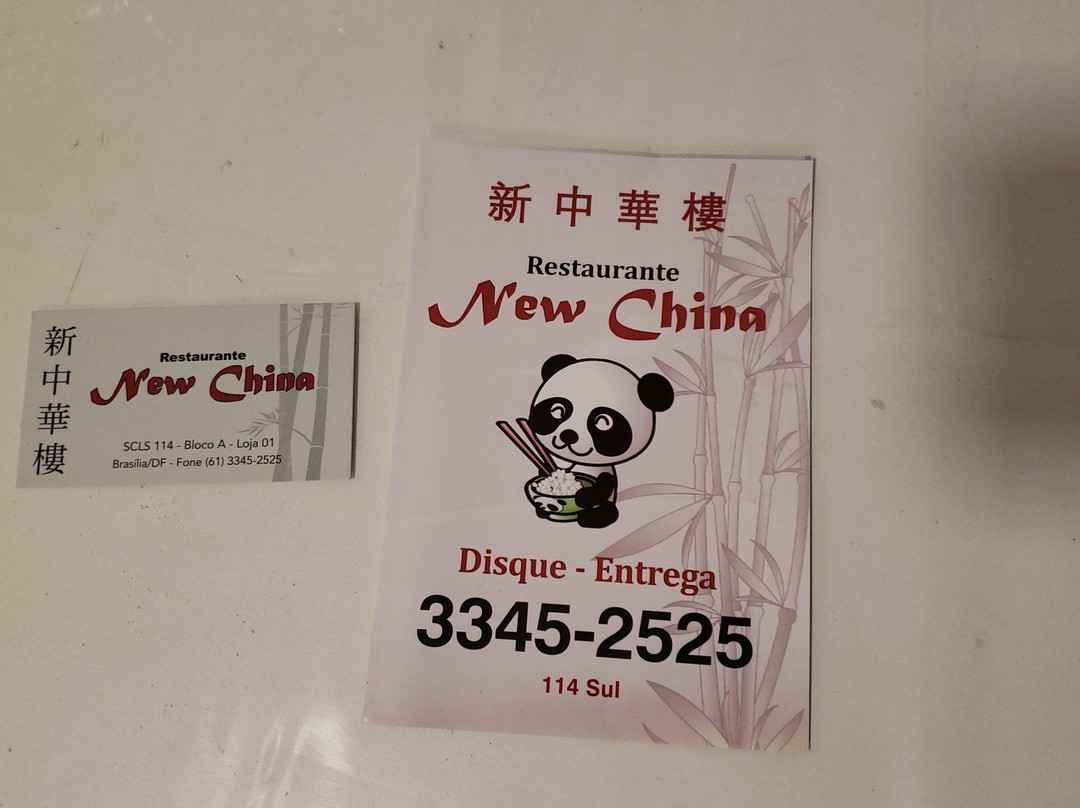 新
中
華
樓
Restaurante
New China
SCLS 114 - Bloco A - Loja 01
Brasília/DF - Fone (61) 3345-2525
新中華樓
Restaurante
New China
Disque - Entrega
3345-2525
114 Sul